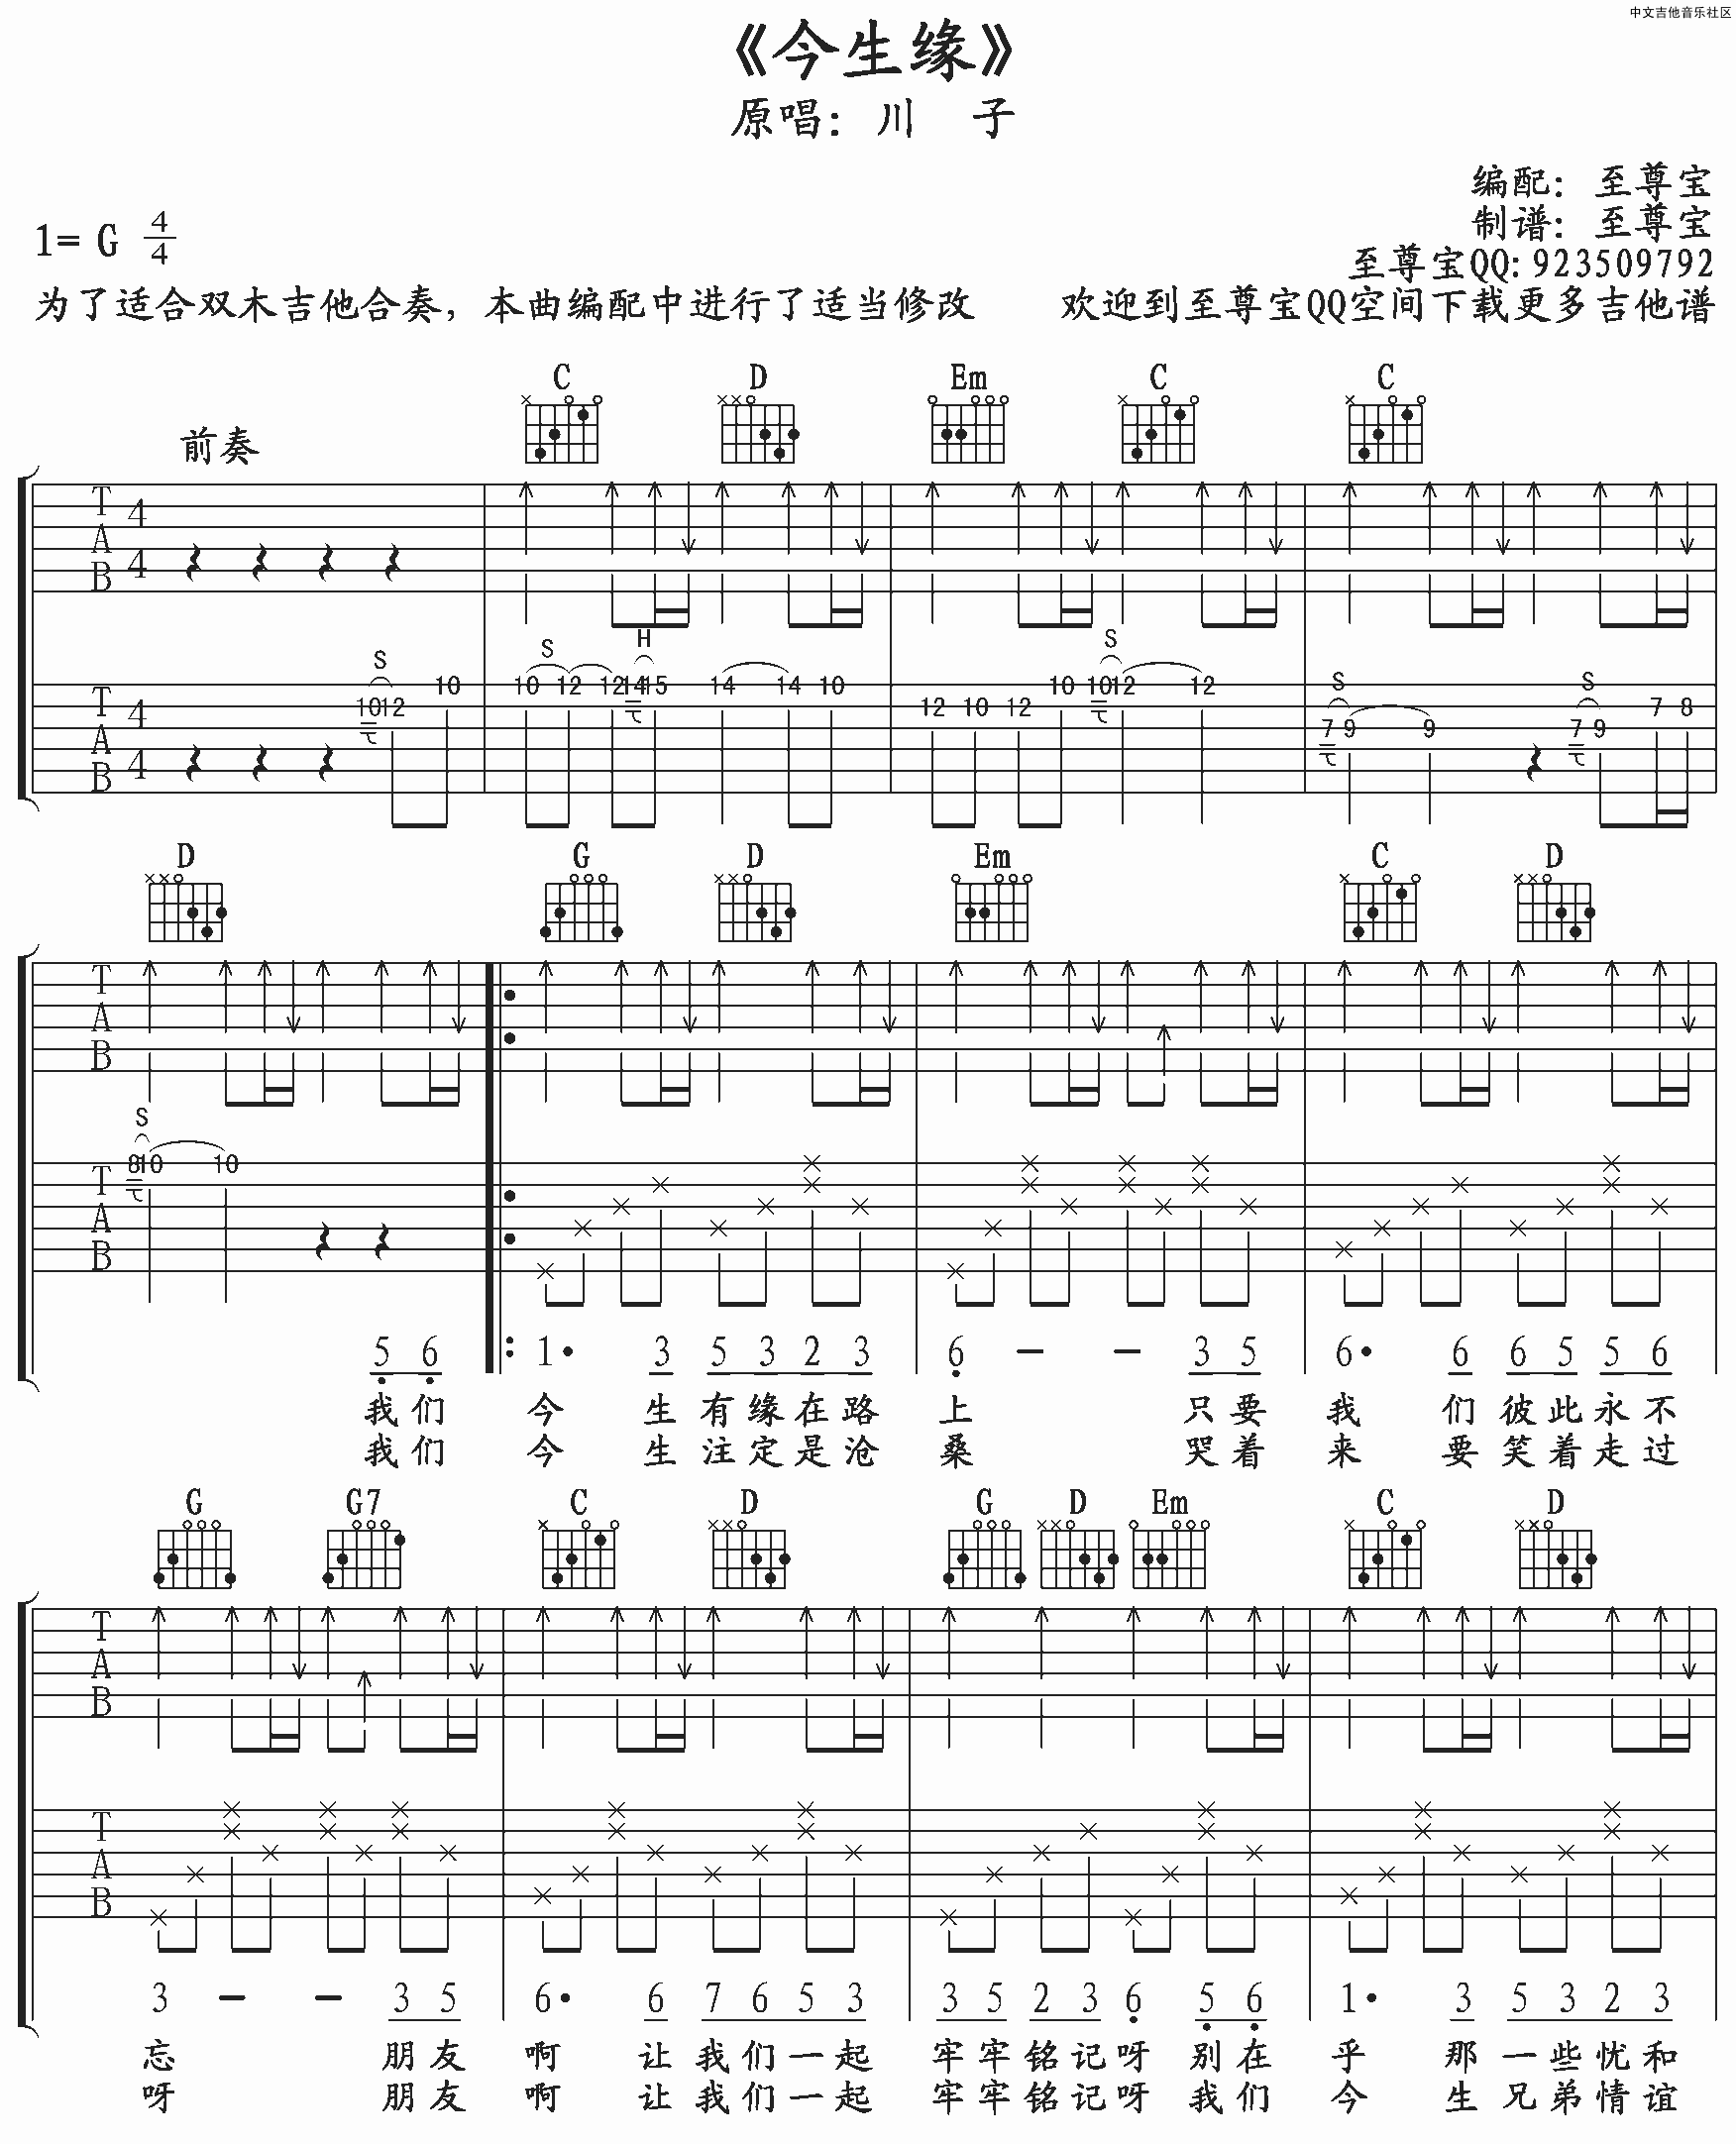 中文吉他音乐社区
《今生缘》
原唱：川　子
编配：至尊宝
制谱：至尊宝
1= G 4/4
至尊宝QQ:923509792
为了适合双木吉他合奏，本曲编配中进行了适当修改　　欢迎到至尊宝QQ空间下载更多吉他谱
C D Em C C
前奏
T A B 4 4
S S H S S S
10 12 10 10 12 12 14 15 14 14 10 12 10 12 10 10 12 12 7 9 9 7 9 7 8
T A B 4 4
D G D Em C D
T A B
S
8 10 10
T A B
5 6 : 1· 3 5 3 2 3 6 － － 3 5 6· 6 6 5 5 6
我们 今 生有缘在路 上 只要 我 们彼此永不
我们 今 生注定是沧 桑 哭着 来 要笑着走过
G G7 C D G D Em C D
T A B
T A B
3 － － 3 5 6· 6 7 6 5 3 3 5 2 3 6 5 6 1· 3 5 3 2 3
忘 朋友 啊 让我们一起 牢牢铭记呀 别在 乎 那一些忧和
呀 朋友 啊 让我们一起 牢牢铭记呀 我们 今 生兄弟情谊